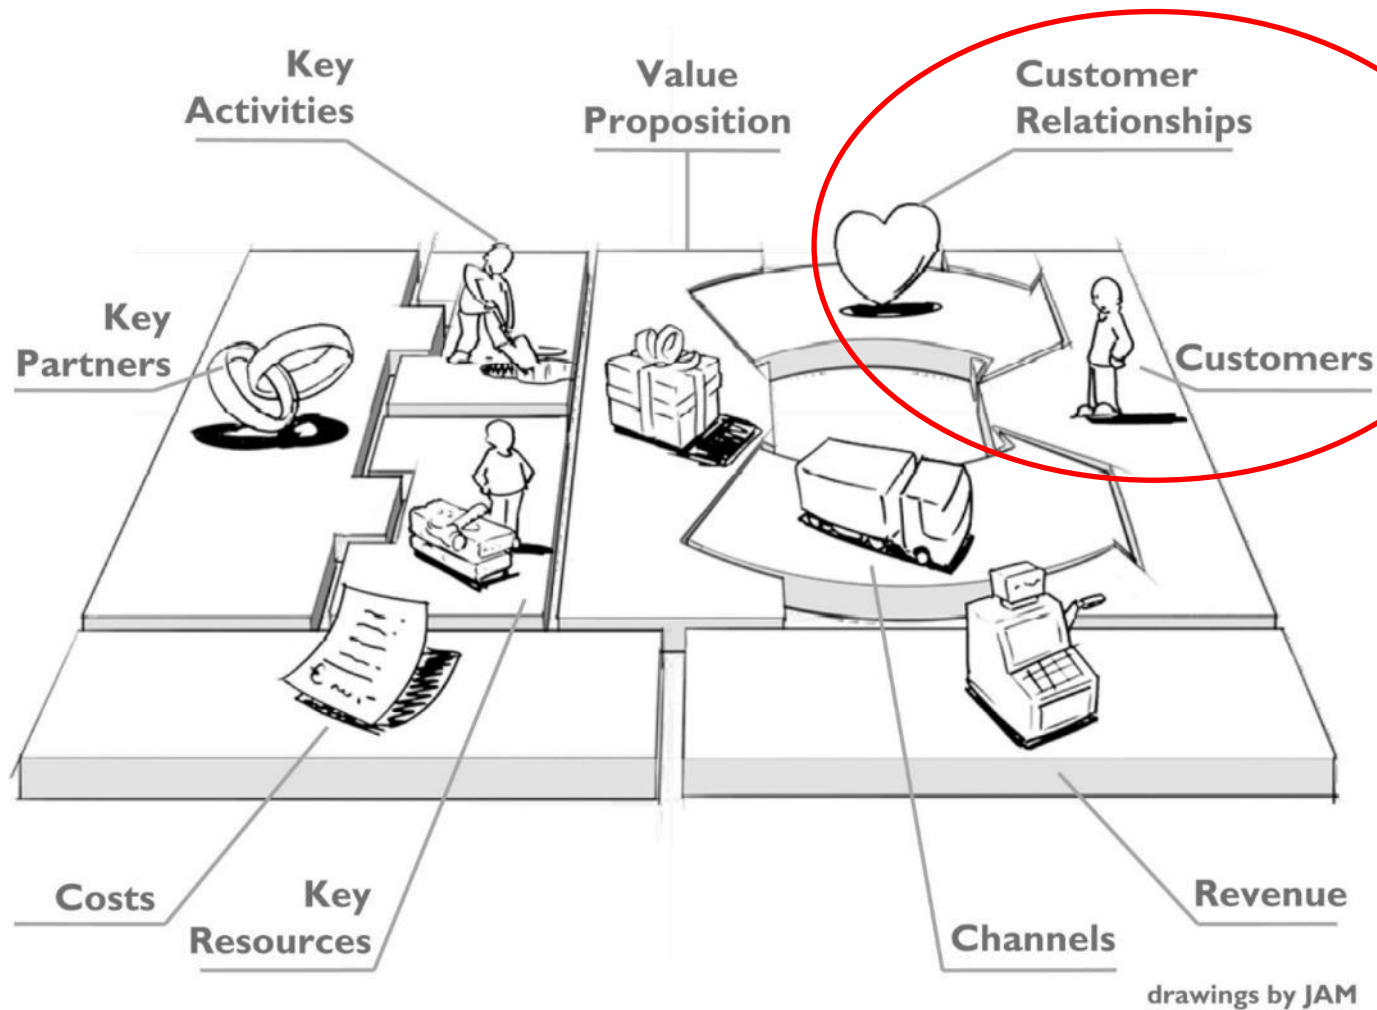 Key
Activities
Value
Proposition
Customer
Relationships
Key
Partners
Customers
Costs
Key
Resources
Channels
Revenue
drawings by JAM